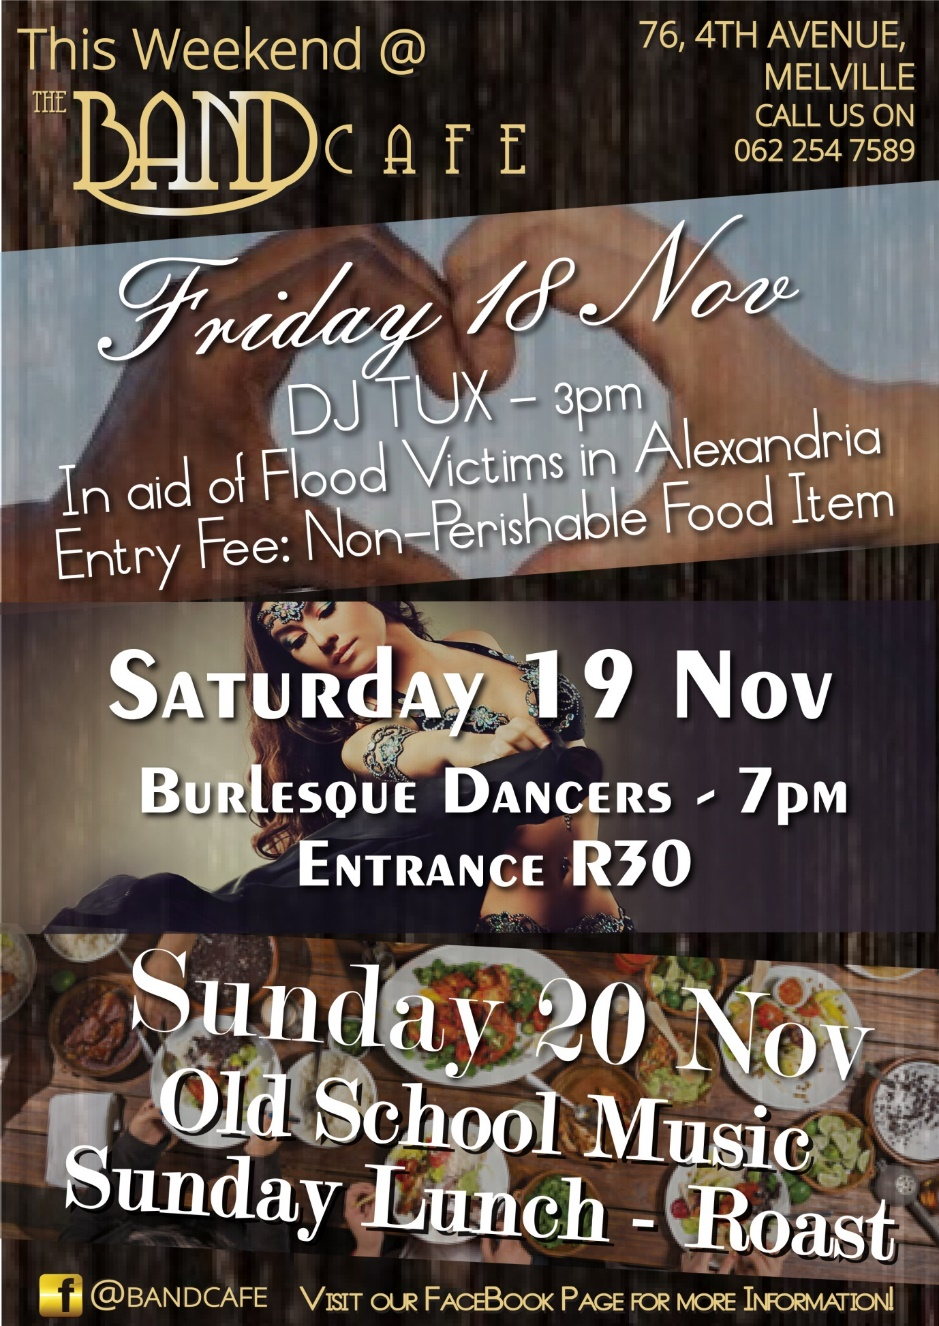 This Weekend @
THE BAND CAFE
76, 4TH AVENUE,
MELVILLE
CALL US ON
062 254 7589
Friday 18 Nov
DJ TUX – 3pm
In aid of Flood Victims in Alexandria
Entry Fee: Non-Perishable Food Item
Saturday 19 Nov
Burlesque Dancers - 7pm
Entrance R30
Sunday 20 Nov
Old School Music
Sunday Lunch - Roast
f @BANDCAFE
Visit our FaceBook Page for more Information!